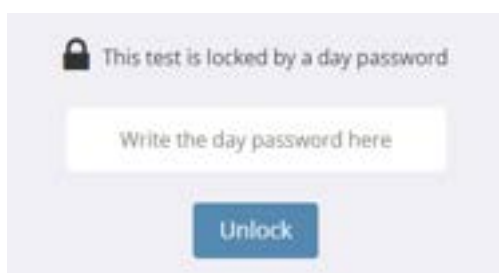 This test is locked by a day password
Write the day password here
Unlock